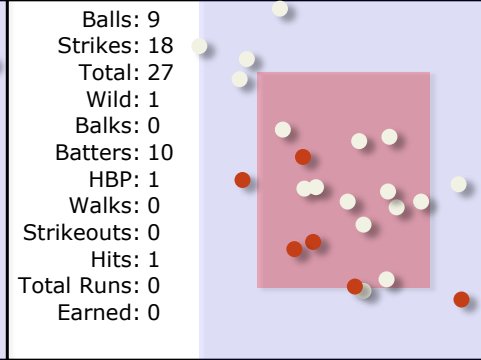 Balls: 9
Strikes: 18
Total: 27
Wild: 1
Balks: 0
Batters: 10
HBP: 1
Walks: 0
Strikeouts: 0
Hits: 1
Total Runs: 0
Earned: 0